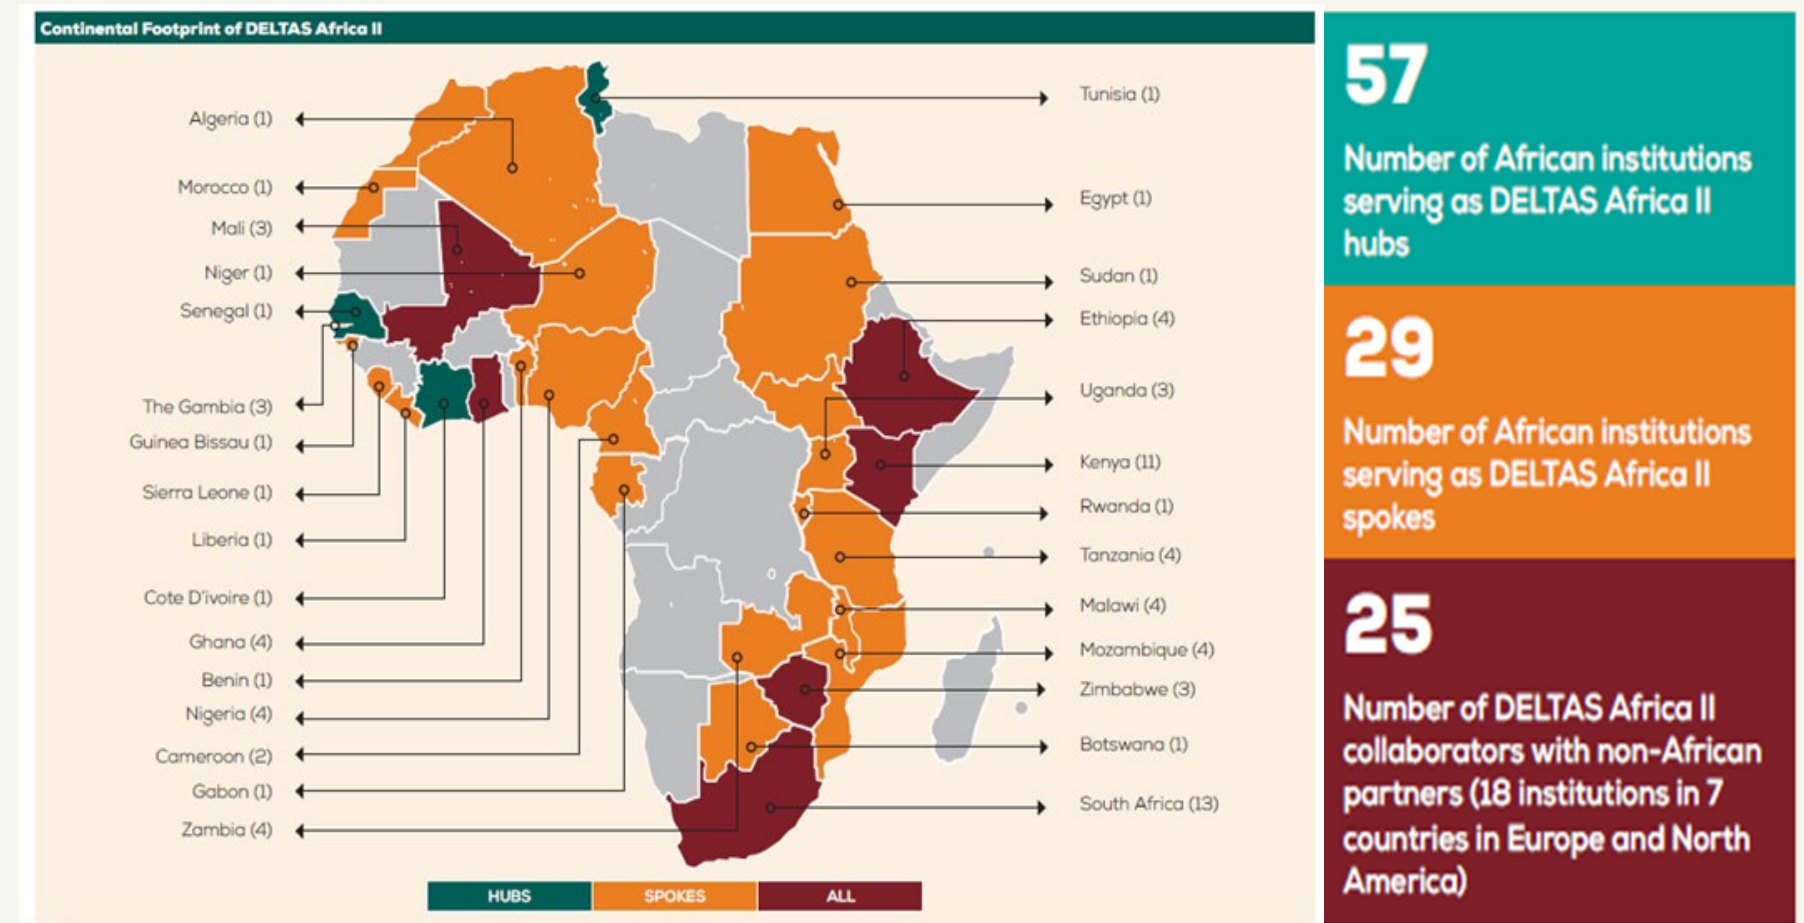 Continental Footprint of DELTAS Africa II
Algeria (1)
Morocco (1)
Mali (3)
Niger (1)
Senegal (1)
The Gambia (3)
Guinea Bissau (1)
Sierra Leone (1)
Liberia (1)
Cote D'ivoire (1)
Ghana (4)
Benin (1)
Nigeria (4)
Cameroon (2)
Gabon (1)
Zambia (4)
Tunisia (1)
Egypt (1)
Sudan (1)
Ethiopia (4)
Uganda (3)
Kenya (11)
Rwanda (1)
Tanzania (4)
Malawi (4)
Mozambique (4)
Zimbabwe (3)
Botswana (1)
South Africa (13)
HUBS
SPOKES
ALL
57
Number of African institutions
serving as DELTAS Africa II
hubs
29
Number of African institutions
serving as DELTAS Africa II
spokes
25
Number of DELTAS Africa II
collaborators with non-African
partners (18 institutions in 7
countries in Europe and North
America)